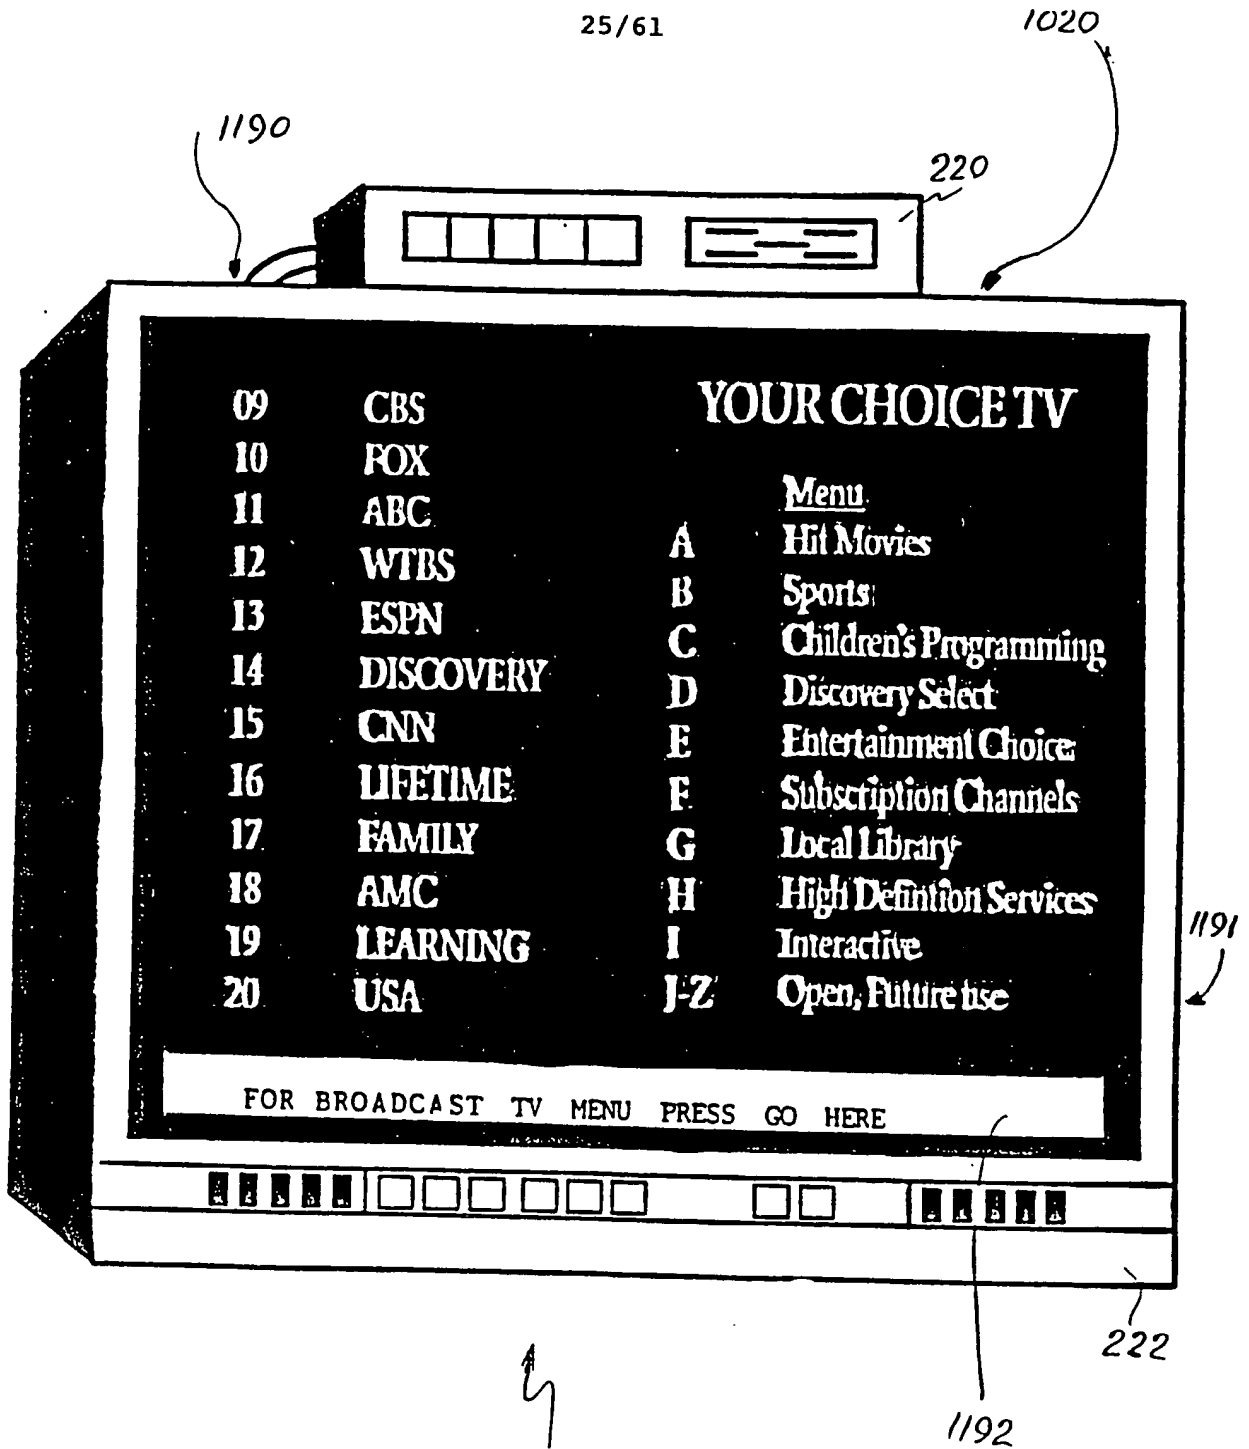 25/61
1020
1190
220
YOUR CHOICE TV
09 CBS
10 FOX
11 ABC
12 WTBS
13 ESPN
14 DISCOVERY
15 CNN
16 LIFETIME
17 FAMILY
18 AMC
19 LEARNING
20 USA
Menu
A Hit Movies
B Sports
C Children's Programming
D Discovery Select
E Entertainment Choice
F Subscription Channels
G Local Library
H High Defintion Services
I Interactive
J-Z Open, Future use
1191
FOR BROADCAST TV MENU PRESS GO HERE
222
1192